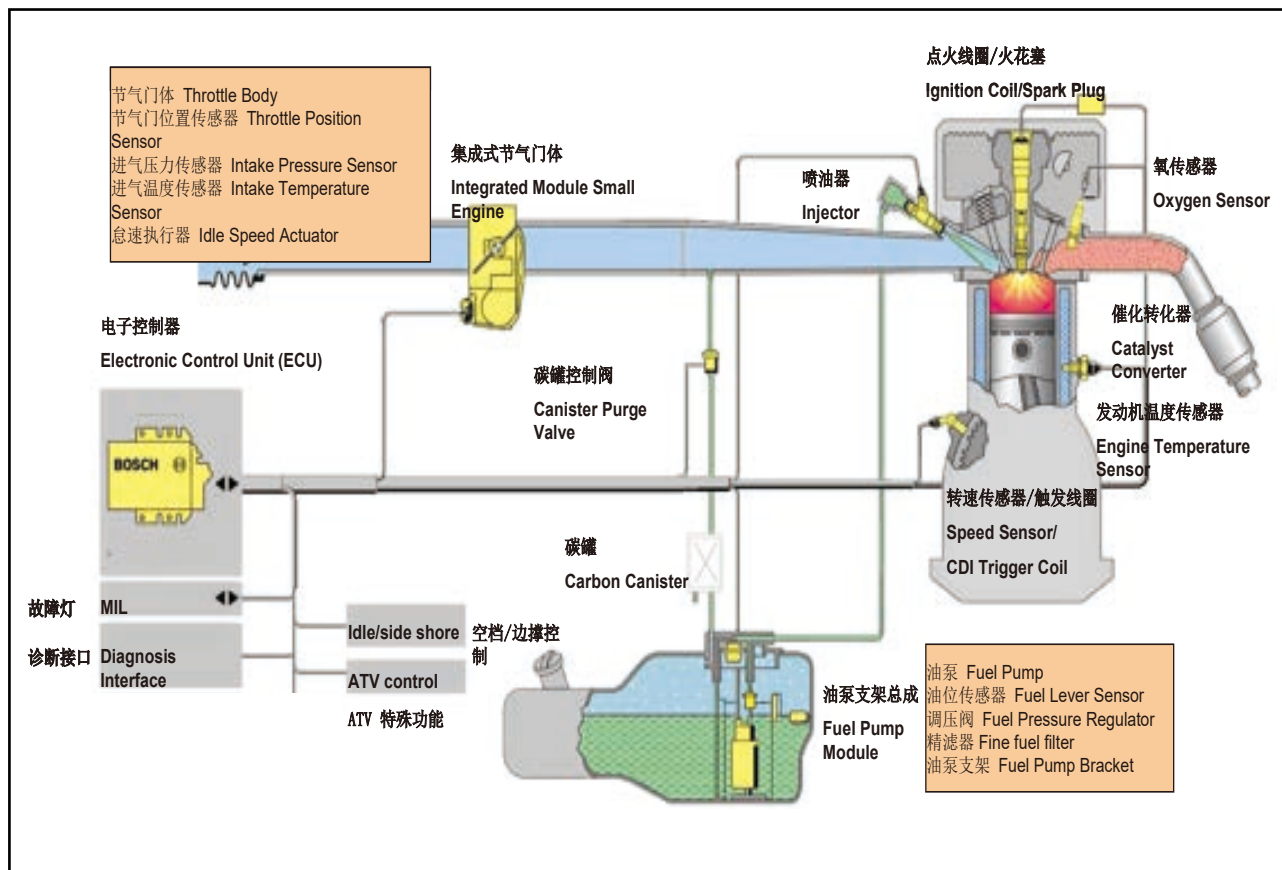 节气门体 Throttle Body
节气门位置传感器 Throttle Position
Sensor
进气压力传感器 Intake Pressure Sensor
进气温度传感器 Intake Temperature
Sensor
怠速执行器 Idle Speed Actuator
集成式节气门体
Integrated Module Small
Engine
点火线圈/火花塞
Ignition Coil/Spark Plug
喷油器
Injector
氧传感器
Oxygen Sensor
电子控制器
Electronic Control Unit (ECU)
BOSCH
碳罐控制阀
Canister Purge
Valve
催化转化器
Catalyst
Converter
发动机温度传感器
Engine Temperature
Sensor
转速传感器/触发线圈
Speed Sensor/
CDI Trigger Coil
碳罐
Carbon Canister
故障灯 MIL
诊断接口 Diagnosis
Interface
Idle/side shore 空档/边撑控
制
ATV control
ATV 特殊功能
油泵支架总成
Fuel Pump
Module
油泵 Fuel Pump
油位传感器 Fuel Lever Sensor
调压阀 Fuel Pressure Regulator
精滤器 Fine fuel filter
油泵支架 Fuel Pump Bracket